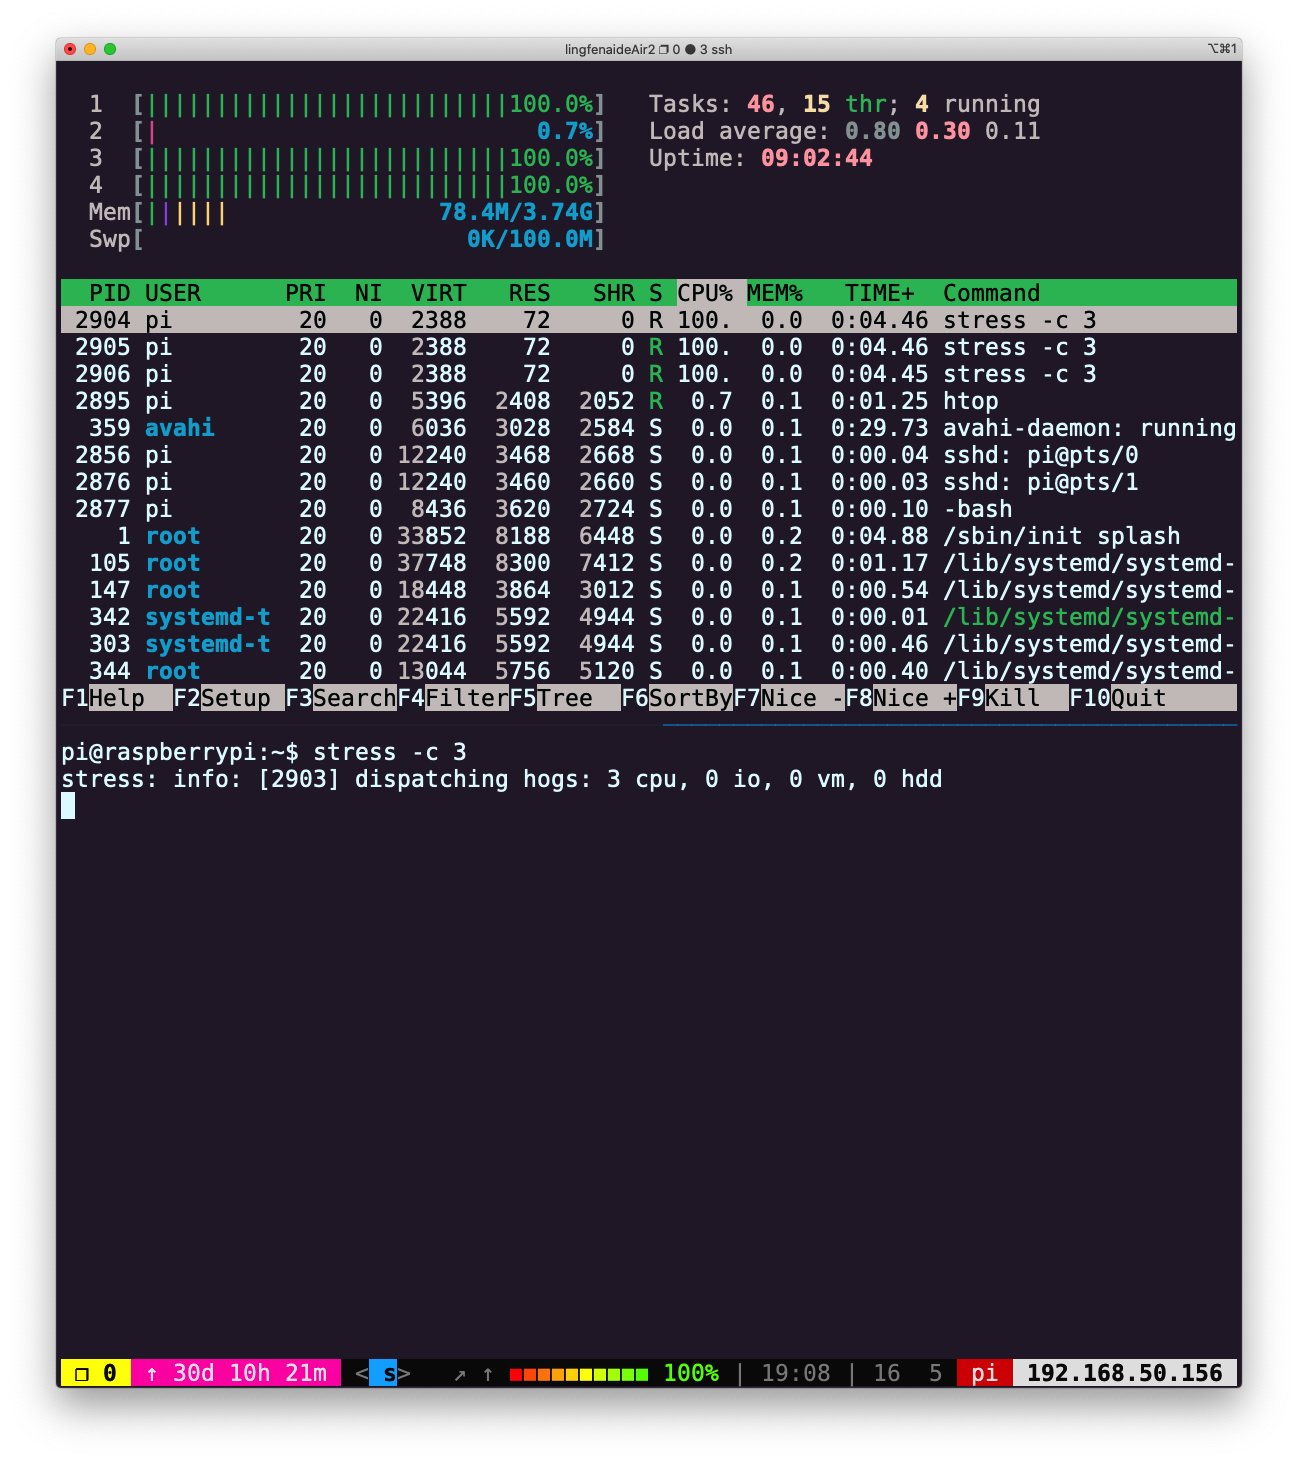 lingfenaideAir2 ❐ 0 ● 3 ssh ⌥⌘1
1 [||||||||||||||||||||||||||100.0%] Tasks: 46, 15 thr; 4 running
2 [| 0.7%] Load average: 0.80 0.30 0.11
3 [||||||||||||||||||||||||||100.0%] Uptime: 09:02:44
4 [||||||||||||||||||||||||||100.0%]
Mem[|||||| 78.4M/3.74G]
Swp[ 0K/100.0M]
PID USER PRI NI VIRT RES SHR S CPU% MEM% TIME+ Command
2904 pi 20 0 2388 72 0 R 100. 0.0 0:04.46 stress -c 3
2905 pi 20 0 2388 72 0 R 100. 0.0 0:04.46 stress -c 3
2906 pi 20 0 2388 72 0 R 100. 0.0 0:04.45 stress -c 3
2895 pi 20 0 5396 2408 2052 R 0.7 0.1 0:01.25 htop
359 avahi 20 0 6036 3028 2584 S 0.0 0.1 0:29.73 avahi-daemon: running
2856 pi 20 0 12240 3468 2668 S 0.0 0.1 0:00.04 sshd: pi@pts/0
2876 pi 20 0 12240 3460 2660 S 0.0 0.1 0:00.03 sshd: pi@pts/1
2877 pi 20 0 8436 3620 2724 S 0.0 0.1 0:00.10 -bash
1 root 20 0 33852 8188 6448 S 0.0 0.2 0:04.88 /sbin/init splash
105 root 20 0 37748 8300 7412 S 0.0 0.2 0:01.17 /lib/systemd/systemd-
147 root 20 0 18448 3864 3012 S 0.0 0.1 0:00.54 /lib/systemd/systemd-
342 systemd-t 20 0 22416 5592 4944 S 0.0 0.1 0:00.01 /lib/systemd/systemd-
303 systemd-t 20 0 22416 5592 4944 S 0.0 0.1 0:00.46 /lib/systemd/systemd-
344 root 20 0 13044 5756 5120 S 0.0 0.1 0:00.40 /lib/systemd/systemd-
F1Help F2Setup F3SearchF4FilterF5Tree F6SortByF7Nice -F8Nice +F9Kill F10Quit
pi@raspberrypi:~$ stress -c 3
stress: info: [2903] dispatching hogs: 3 cpu, 0 io, 0 vm, 0 hdd
❐ 0 ↑ 30d 10h 21m < s> ↗ ↑ ■■■■■■■■■■ 100% | 19:08 | 16 5 pi 192.168.50.156